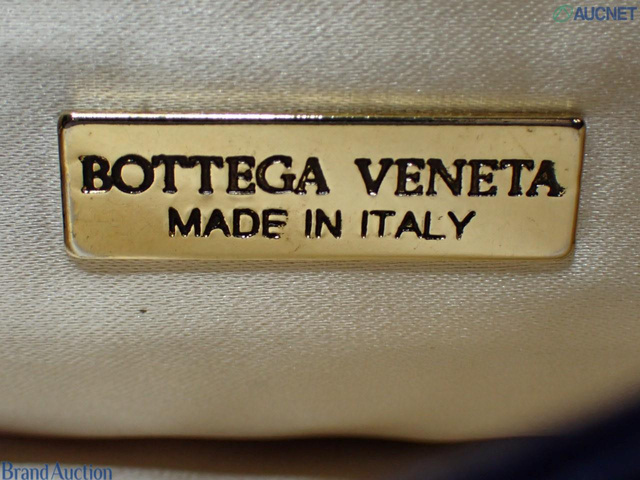 AUCNET
BOTTEGA VENETA
MADE IN ITALY
Brand Auction